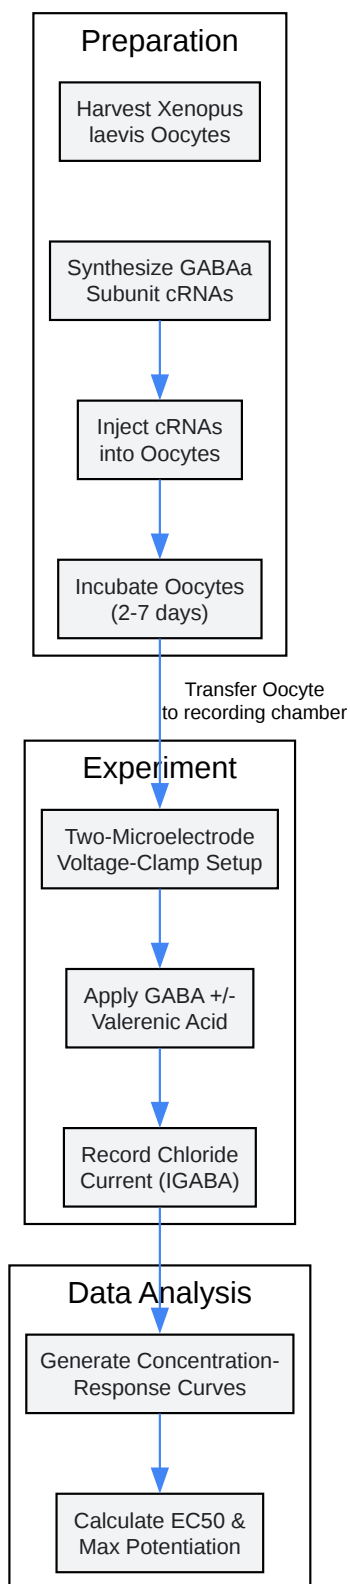 Preparation
Harvest Xenopus
laevis Oocytes
Synthesize GABAa
Subunit cRNAs
Inject cRNAs
into Oocytes
Incubate Oocytes
(2-7 days)
Transfer Oocyte
to recording chamber
Experiment
Two-Microelectrode
Voltage-Clamp Setup
Apply GABA +/-
Valerenic Acid
Record Chloride
Current (IGABA)
Data Analysis
Generate Concentration-
Response Curves
Calculate EC50 &
Max Potentiation